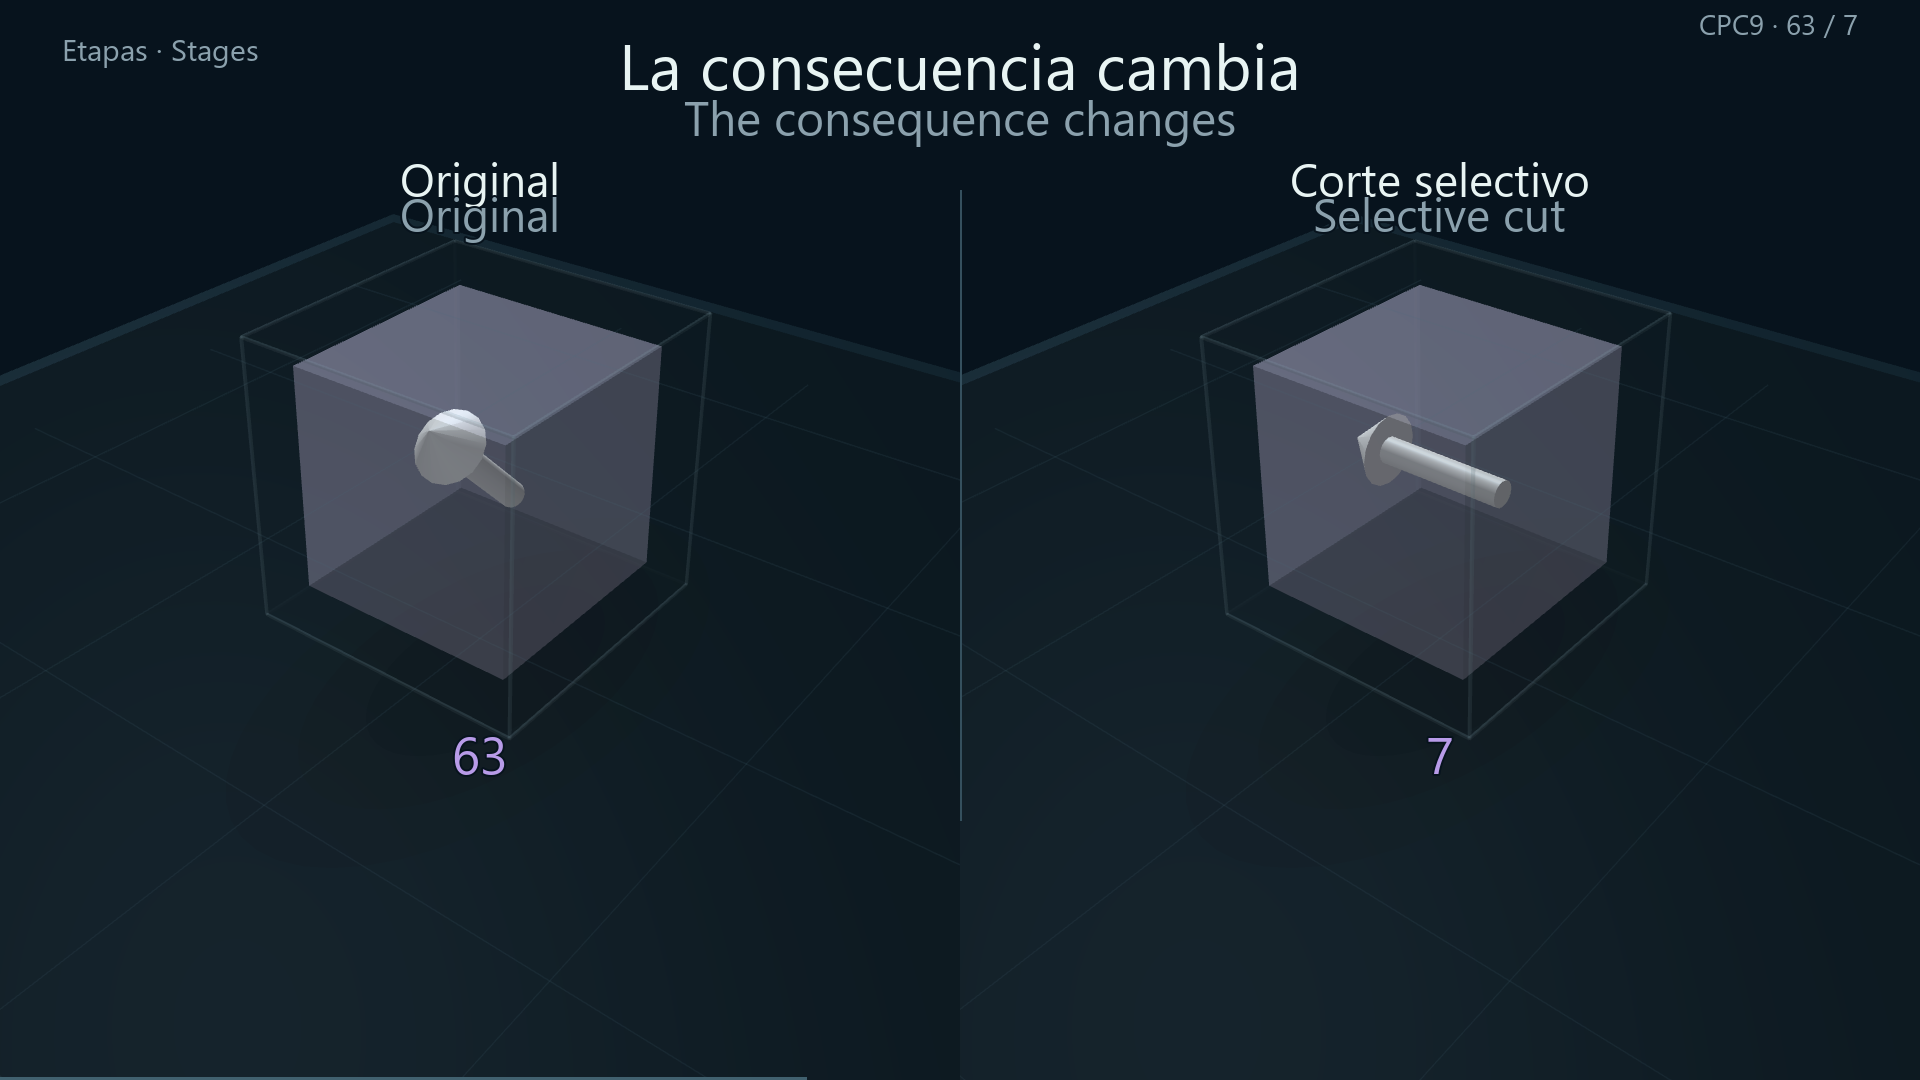 Etapas · Stages
CPC9 · 63 / 7
La consecuencia cambia
The consequence changes
Original
Original
Corte selectivo
Selective cut
63
7